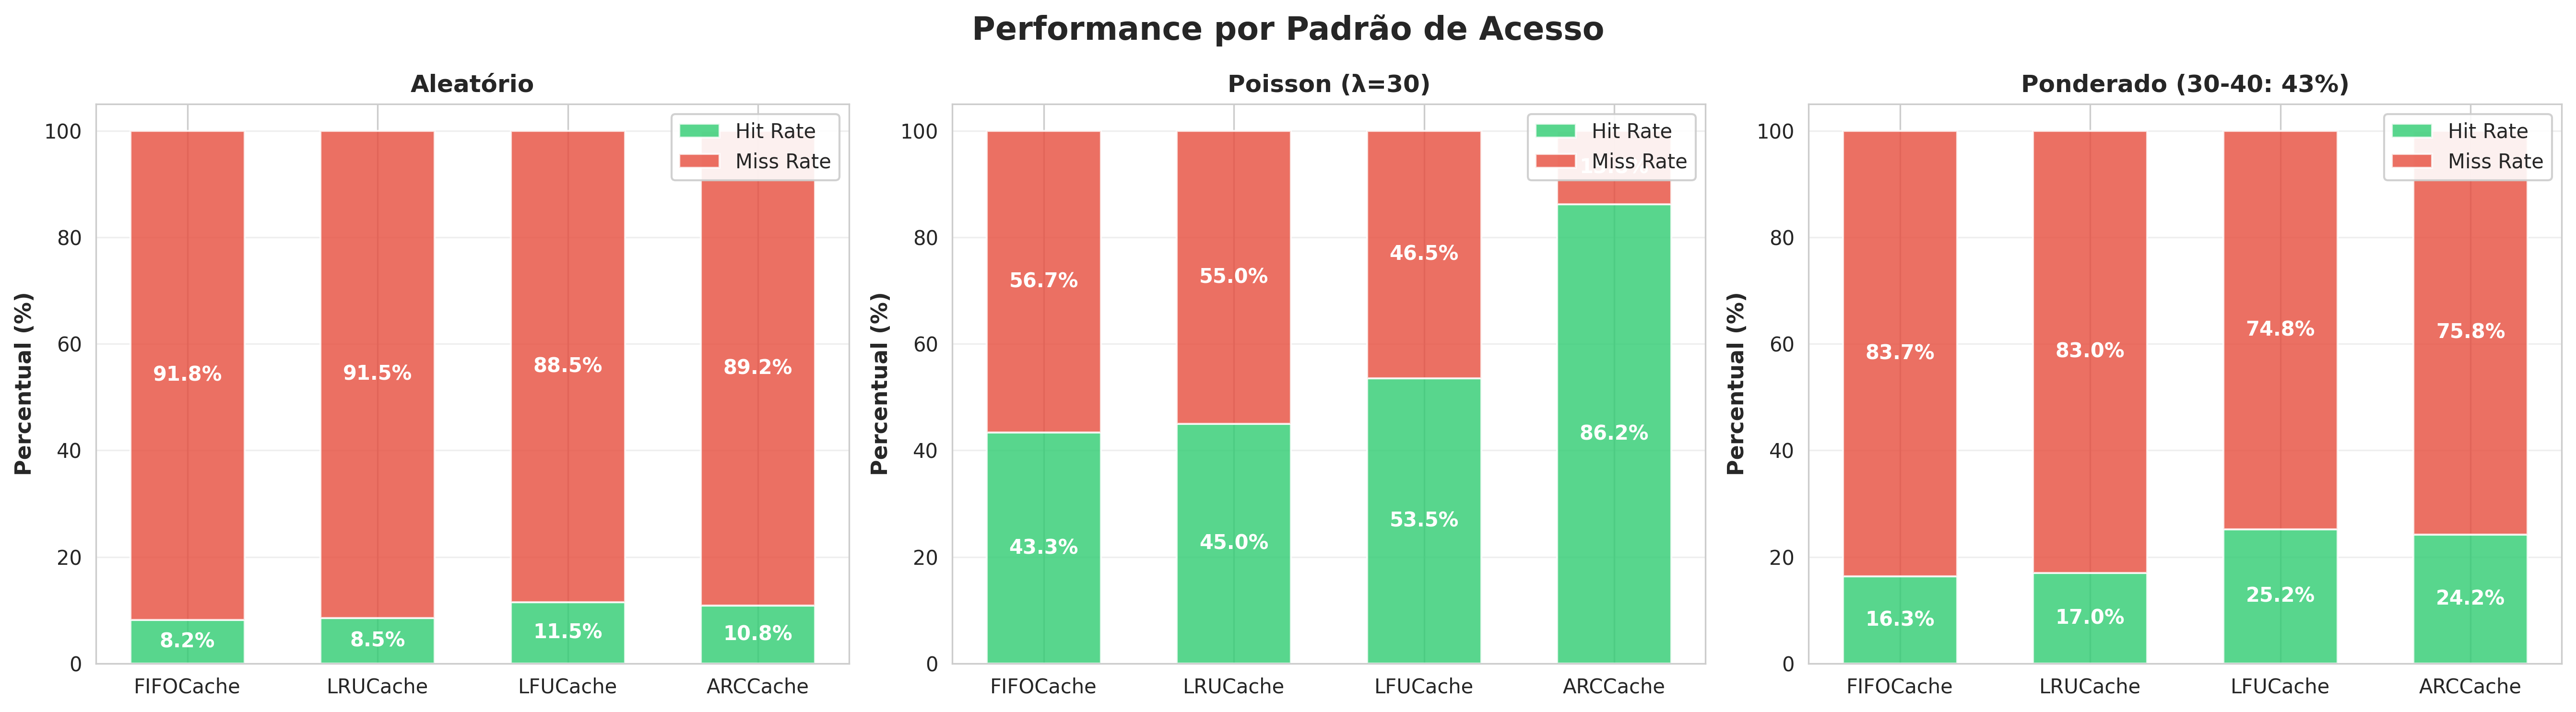 Performance por Padrão de Acesso
Aleatório
Percentual (%)
100
80
60
40
20
0
Hit Rate
Miss Rate
91.8%
91.5%
88.5%
89.2%
8.2%
8.5%
11.5%
10.8%
FIFOCache
LRUCache
LFUCache
ARCCache
Poisson (λ=30)
Percentual (%)
100
80
60
40
20
0
Hit Rate
Miss Rate
56.7%
55.0%
46.5%
43.3%
45.0%
53.5%
86.2%
FIFOCache
LRUCache
LFUCache
ARCCache
Ponderado (30-40: 43%)
Percentual (%)
100
80
60
40
20
0
Hit Rate
Miss Rate
83.7%
83.0%
74.8%
75.8%
16.3%
17.0%
25.2%
24.2%
FIFOCache
LRUCache
LFUCache
ARCCache